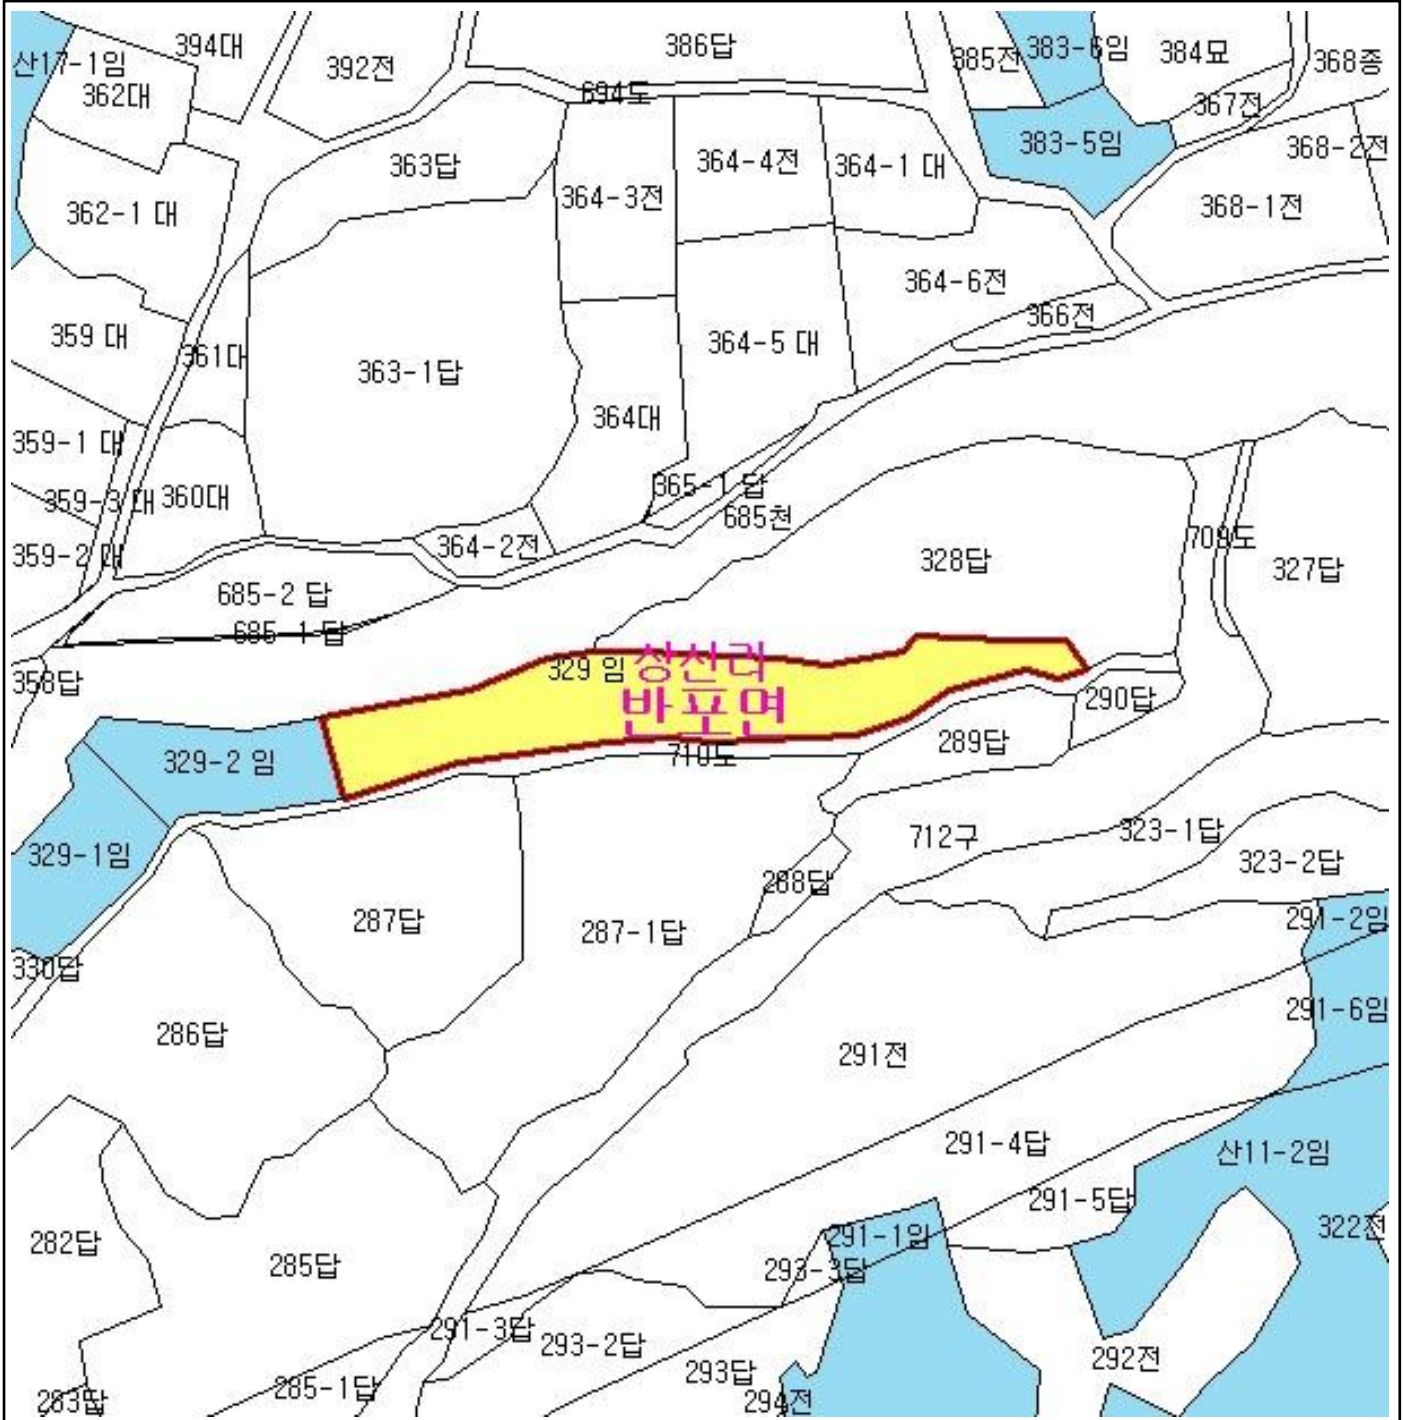 394대
386답
산17-1임
392전
385전
383-6임
384묘
368종
362대
694도
367전
383-5임
368-2전
363답
364-4전
364-1 대
362-1 대
364-3전
368-1전
364-6전
366전
359 대
361대
363-1답
364-5 대
364대
359-1 대
359-3 대
360대
365-1 답
685천
359-2 대
364-2전
328답
709도
327답
685-2 답
685-1 답
358답
329 임
상신리
반포면
290답
329-2 임
710도
289답
329-1임
712구
323-1답
288답
323-2답
287답
287-1답
291-2임
330답
286답
291전
291-6임
291-4답
산11-2임
291-5답
282답
285답
291-1임
322전
293-3답
291-3답
293-2답
293답
292전
283답
285-1답
294전